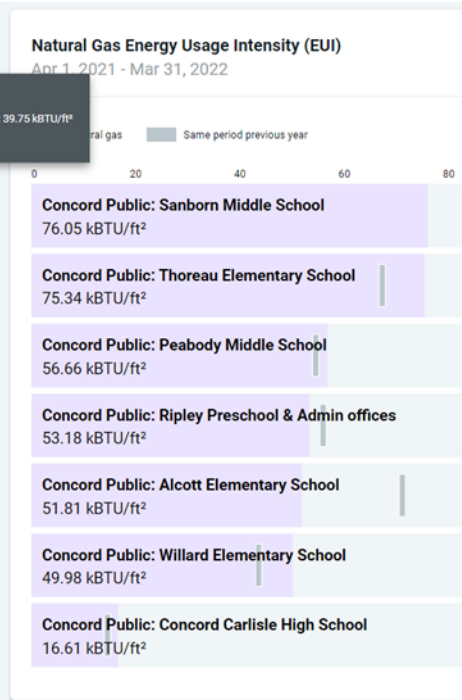 Natural Gas Energy Usage Intensity (EUI)
Apr 1, 2021 - Mar 31, 2022
: 39.75 kBTU/ft²
ral gas
Same period previous year
0 20 40 60 80
Concord Public: Sanborn Middle School
76.05 kBTU/ft²
Concord Public: Thoreau Elementary School
75.34 kBTU/ft²
Concord Public: Peabody Middle School
56.66 kBTU/ft²
Concord Public: Ripley Preschool & Admin offices
53.18 kBTU/ft²
Concord Public: Alcott Elementary School
51.81 kBTU/ft²
Concord Public: Willard Elementary School
49.98 kBTU/ft²
Concord Public: Concord Carlisle High School
16.61 kBTU/ft²